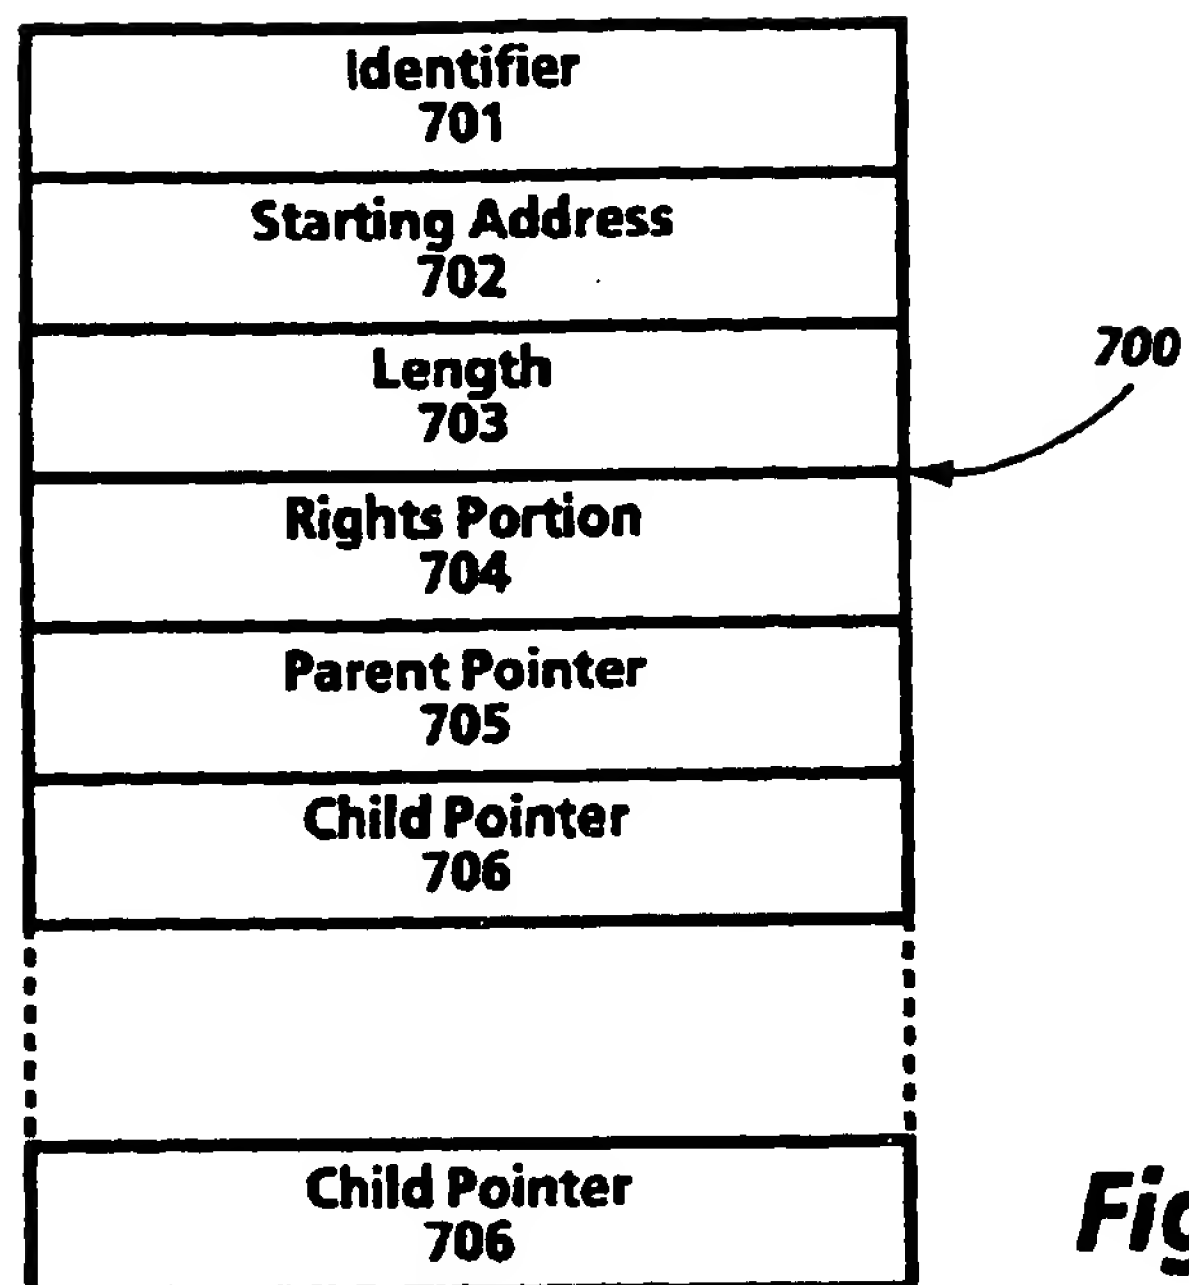 Identifier
701
Starting Address
702
Length
703
700
Rights Portion
704
Parent Pointer
705
Child Pointer
706
Child Pointer
706
Fig